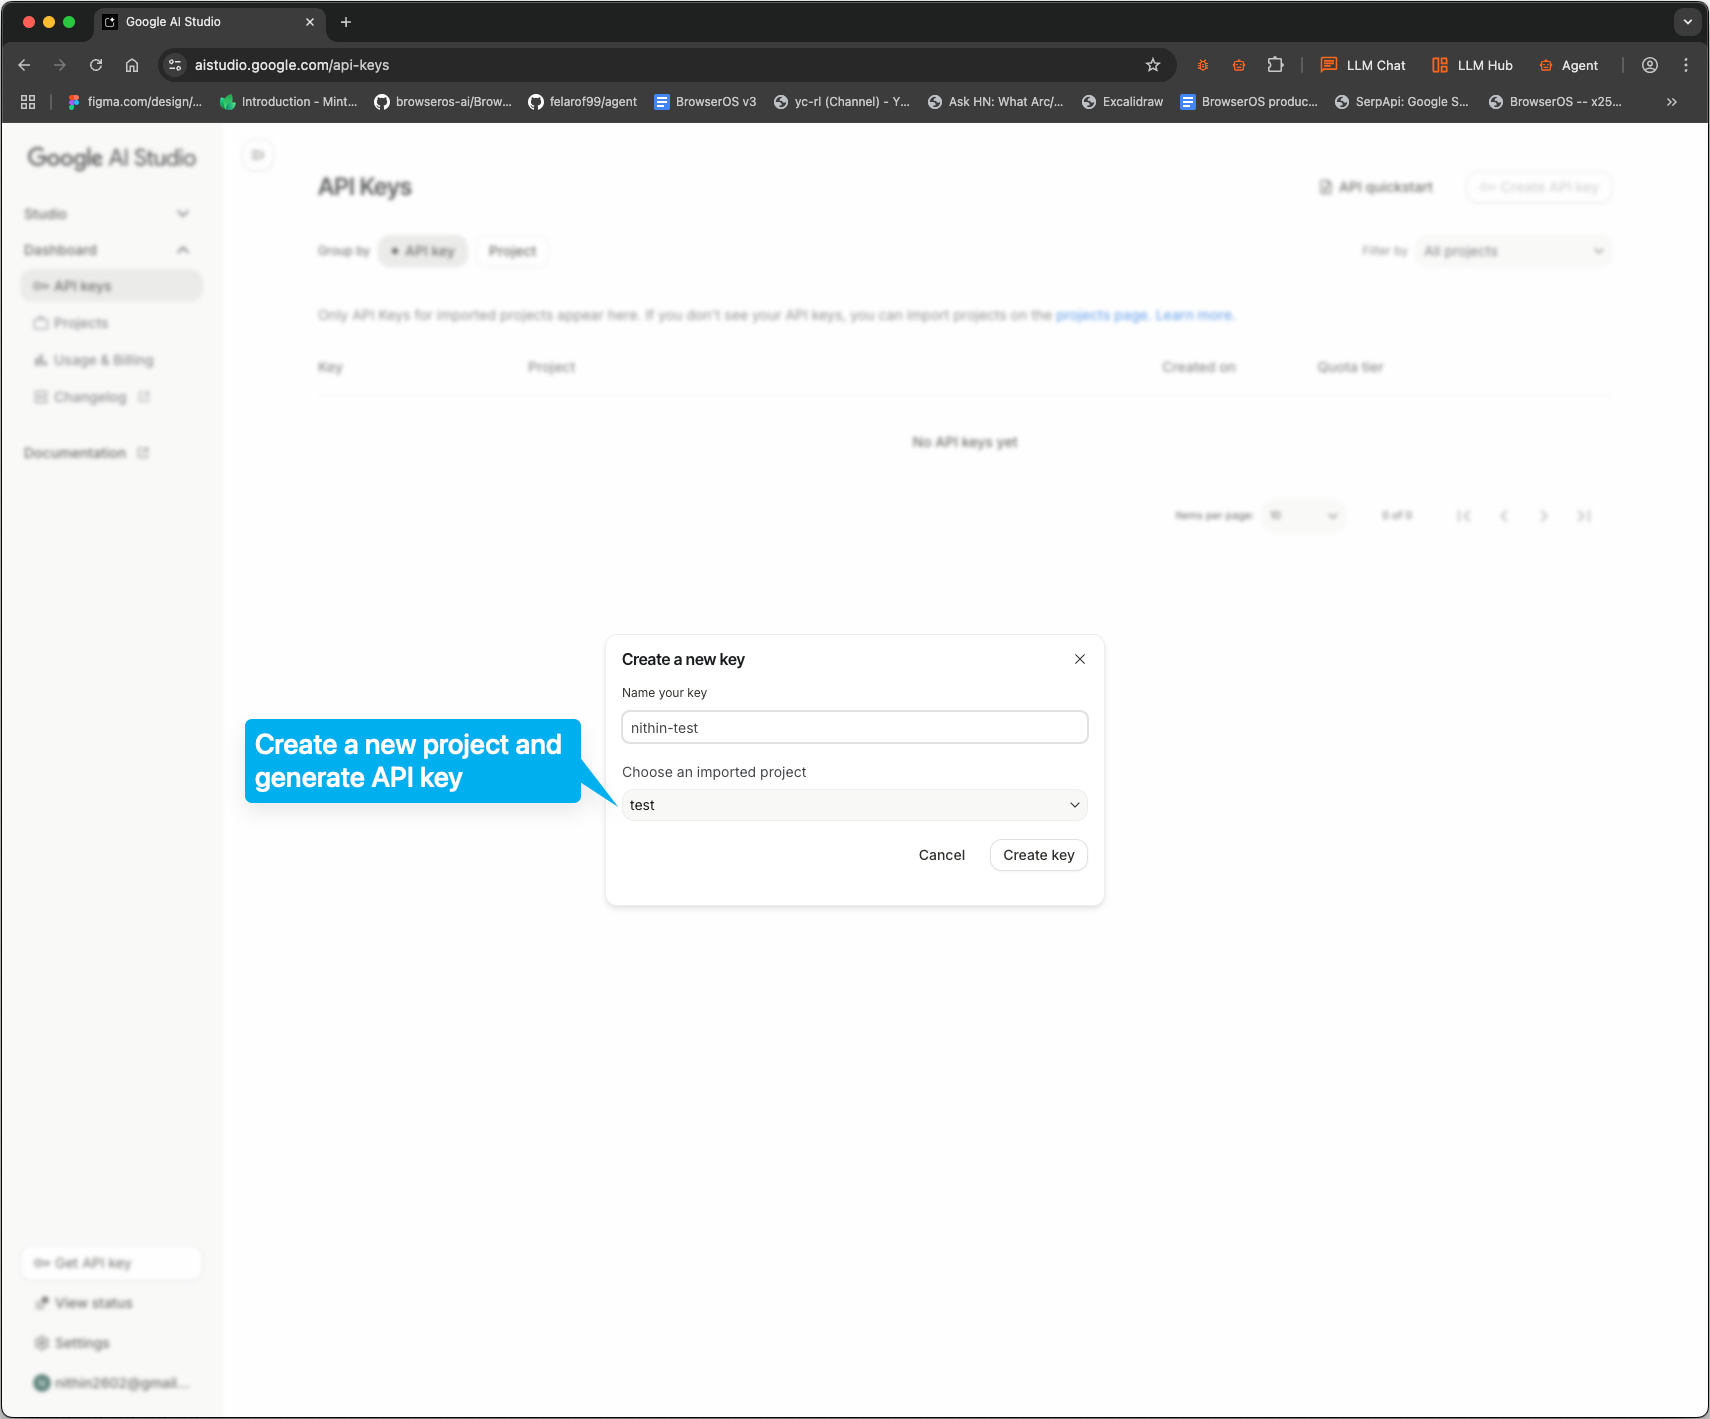 Google AI Studio
aistudio.google.com/api-keys
LLM Chat
LLM Hub
Agent
figma.com/design/...
Introduction - Mint...
browseros-ai/Brow...
felarof99/agent
BrowserOS v3
yc-rl (Channel) - Y...
Ask HN: What Arc/...
Excalidraw
BrowserOS produc...
SerpApi: Google S...
BrowserOS -- x25...
Google AI Studio
API Keys
API quickstart
Create API key
Studio
Dashboard
API keys
Projects
Usage & Billing
Changelog
Documentation
Group by
API key
Project
Filter by
All projects
Only API Keys for imported projects appear here. If you don't see your API keys, you can import projects on the projects page. Learn more.
Key
Project
Created on
Quota tier
No API keys yet
Items per page:
10
0 of 0
Create a new key
Name your key
nithin-test
Choose an imported project
test
Cancel
Create key
Create a new project and
generate API key
Get API key
View status
Settings
nithin2602@gmail...